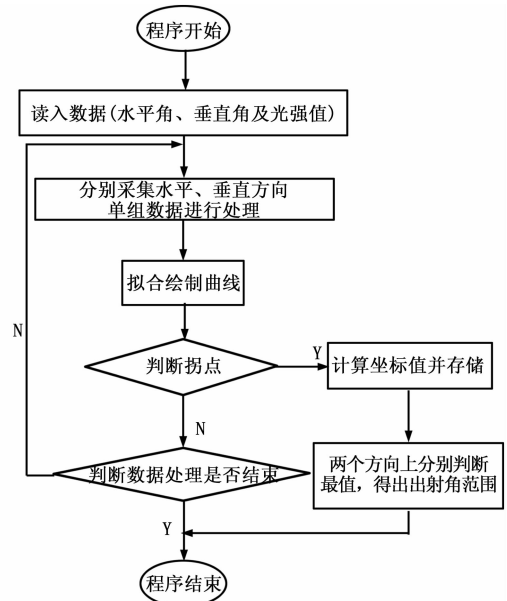 程序开始
读入数据(水平角、垂直角及光强值)
分别采集水平、垂直方向
单组数据进行处理
拟合绘制曲线
N
判断拐点
Y
计算坐标值并存储
N
判断数据处理是否结束
两个方向上分别判断
最值，得出出射角范围
Y
程序结束